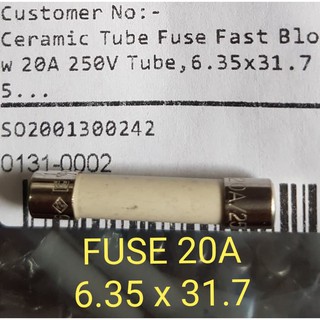 Customer No:-
Ceramic Tube Fuse Fast Blo
w 20A 250V Tube,6.35x31.7
5...
SO2001300242
0131-0002
FUSE 20A
6.35 x 31.7